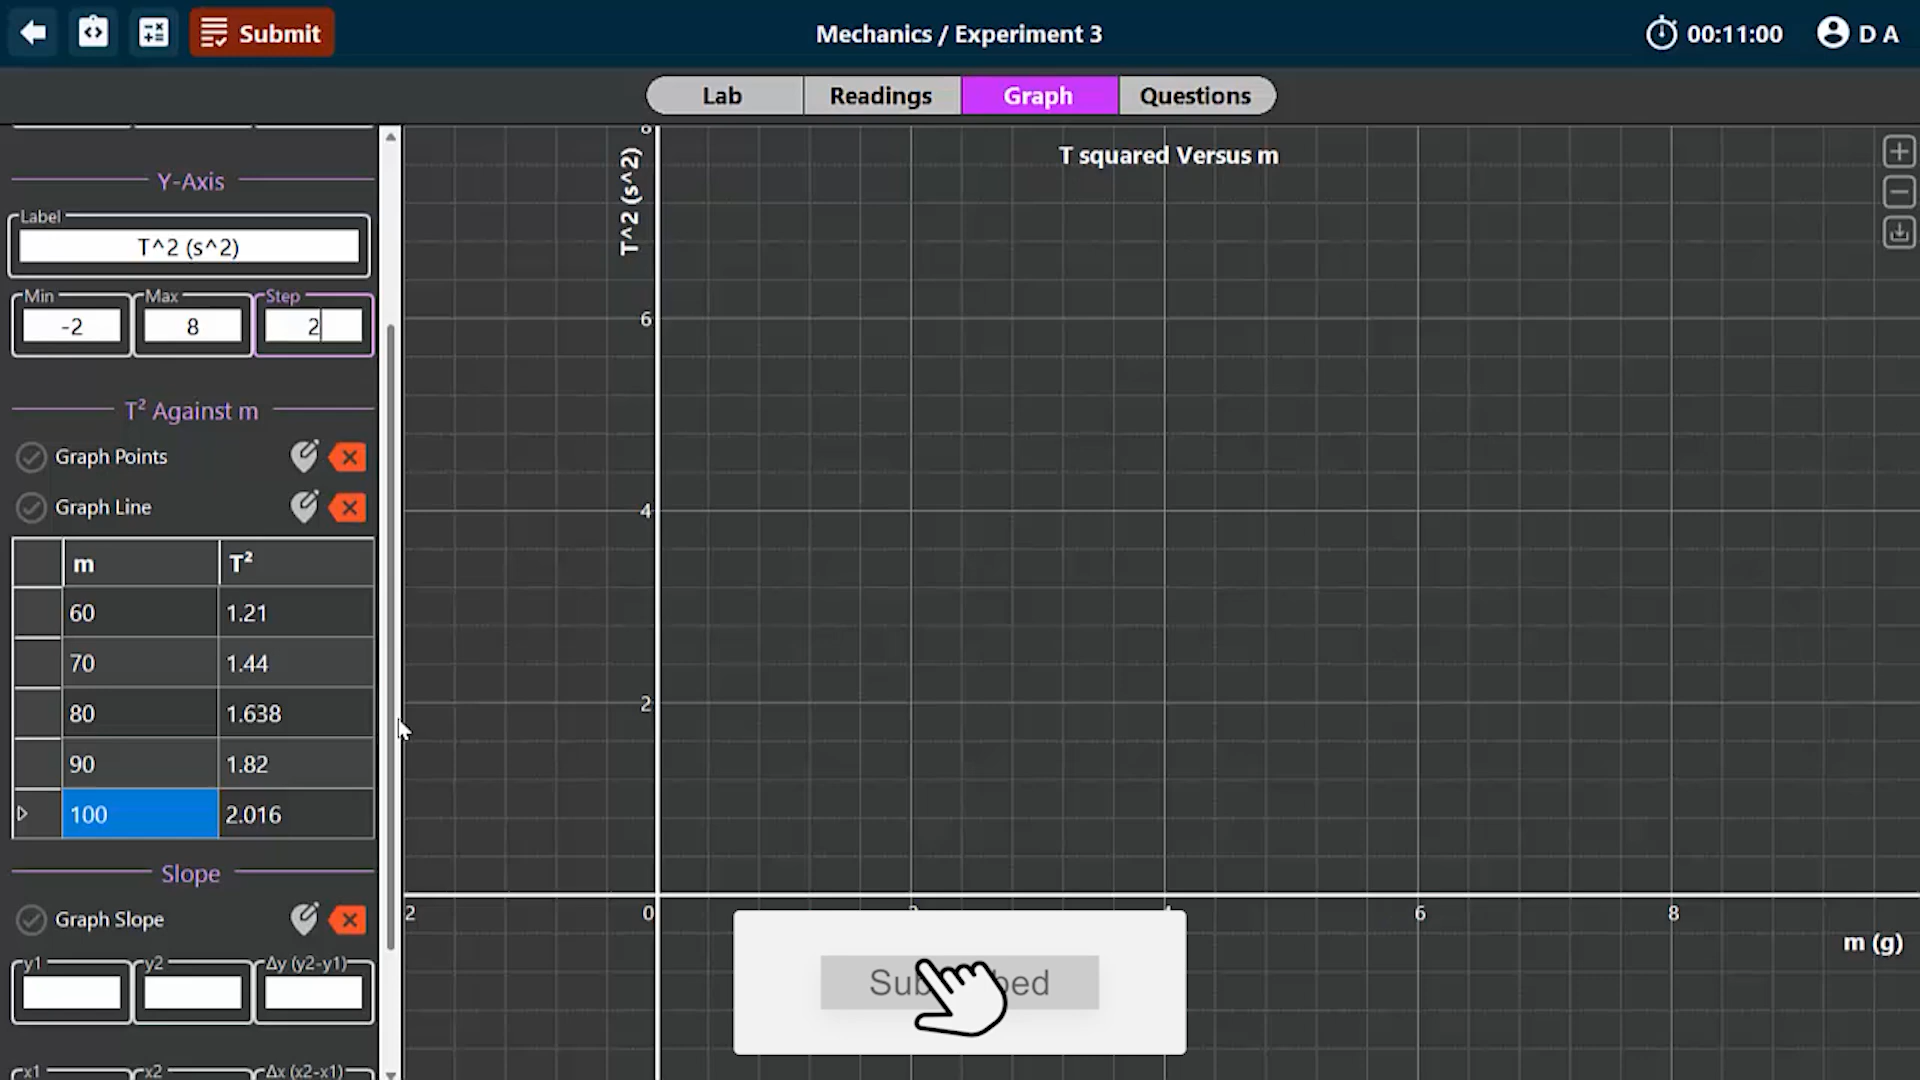 Submit
Mechanics / Experiment 3
00:11:00
D A
Lab
Readings
Graph
Questions
Y-Axis
Label
T^2 (s^2)
Min
Max
Step
-2
8
2
T² Against m
Graph Points
Graph Line
m T²
60 1.21
70 1.44
80 1.638
90 1.82
100 2.016
Slope
Graph Slope
y1
y2
Δy (y2-y1)
x1
x2
Δx (x2-x1)
T squared Versus m
T^2 (s^2)
8
6
4
2
2
0
6
8
m (g)